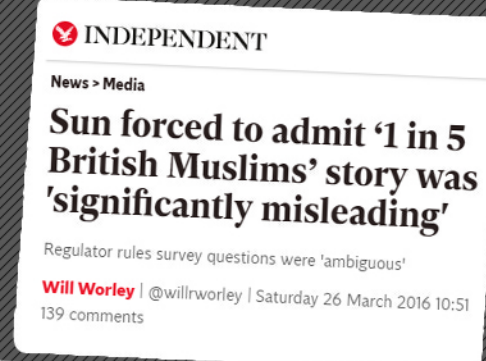 INDEPENDENT
News > Media
Sun forced to admit ‘1 in 5
British Muslims’ story was
'significantly misleading'
Regulator rules survey questions were 'ambiguous'
Will Worley | @willrworley | Saturday 26 March 2016 10:51
139 comments